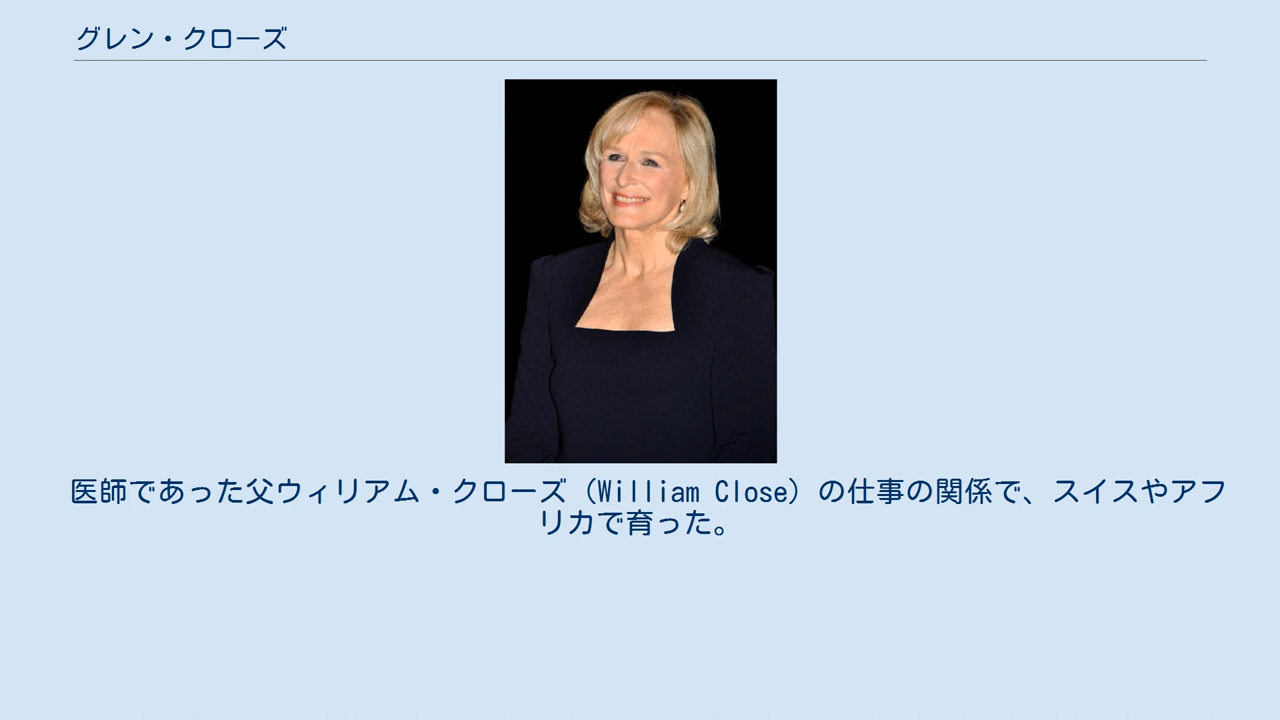 グレン・クローズ
医師であった父ウィリアム・クローズ（William Close）の仕事の関係で、スイスやアフ
リカで育った。